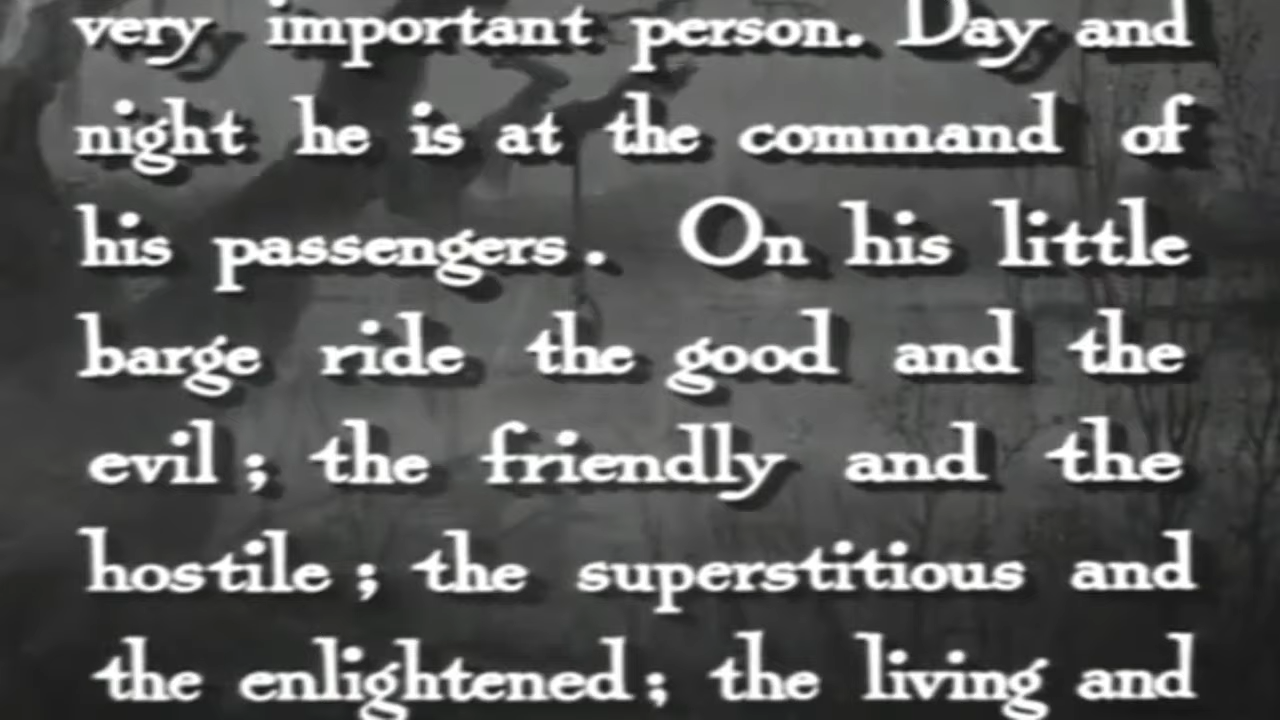 very important person. Day and
night he is at the command of
his passengers. On his little
barge ride the good and the
evil; the friendly and the
hostile; the superstitious and
the enlightened; the living and